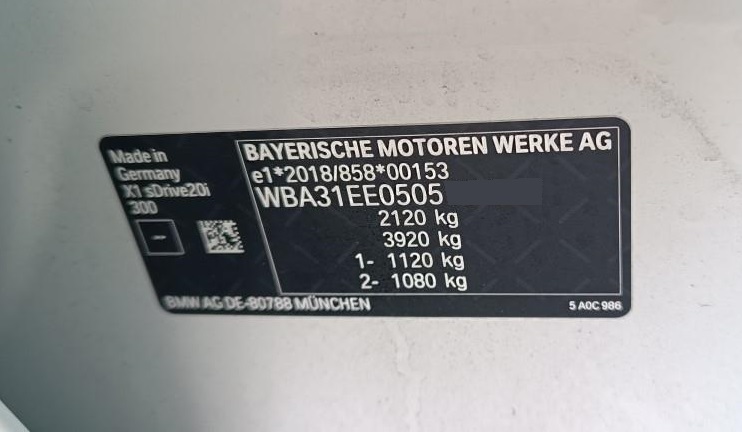 Made in
Germany
X1 sDrive20i
300
BAYERISCHE MOTOREN WERKE AG
e1*2018/858*00153
WBA31EE0505
2120 kg
3920 kg
1- 1120 kg
2- 1080 kg
BMW AG DE-80788 MÜNCHEN
5 A0C 986